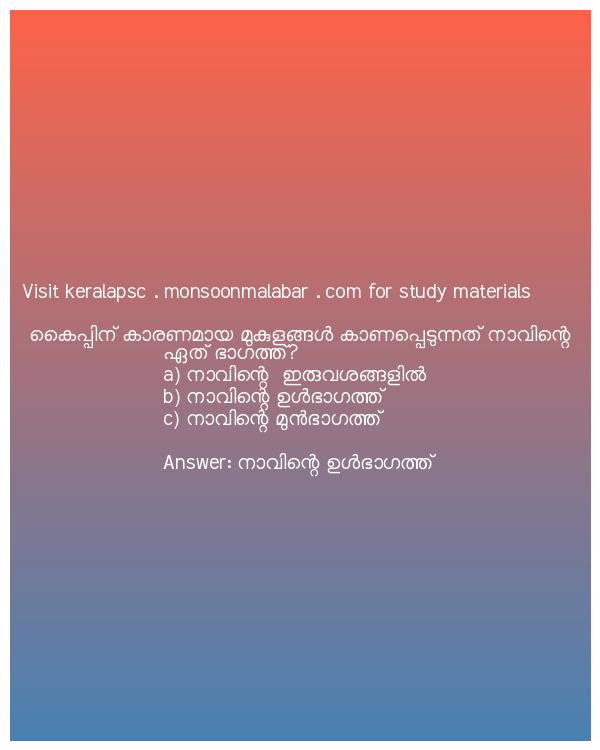 Visit keralapsc . monsoonmalabar . com for study materials
കൈപ്പിന് കാരണമായ മുകുളങ്ങൾ കാണപ്പെടുന്നത് നാവിന്റെ
ഏത് ഭാഗത്ത്?
a) നാവിന്റെ  ഇരുവശങ്ങളിൽ
b) നാവിന്റെ ഉൾഭാഗത്ത്
c) നാവിന്റെ മുൻഭാഗത്ത്
Answer: നാവിന്റെ ഉൾഭാഗത്ത്